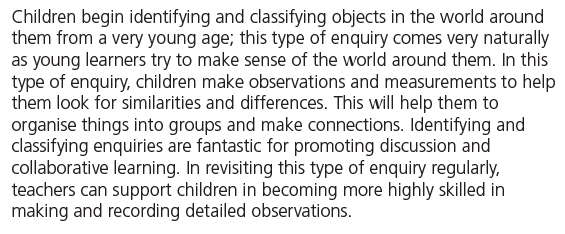 Children begin identifying and classifying objects in the world around
them from a very young age; this type of enquiry comes very naturally
as young learners try to make sense of the world around them. In this
type of enquiry, children make observations and measurements to help
them look for similarities and differences. This will help them to
organise things into groups and make connections. Identifying and
classifying enquiries are fantastic for promoting discussion and
collaborative learning. In revisiting this type of enquiry regularly,
teachers can support children in becoming more highly skilled in
making and recording detailed observations.